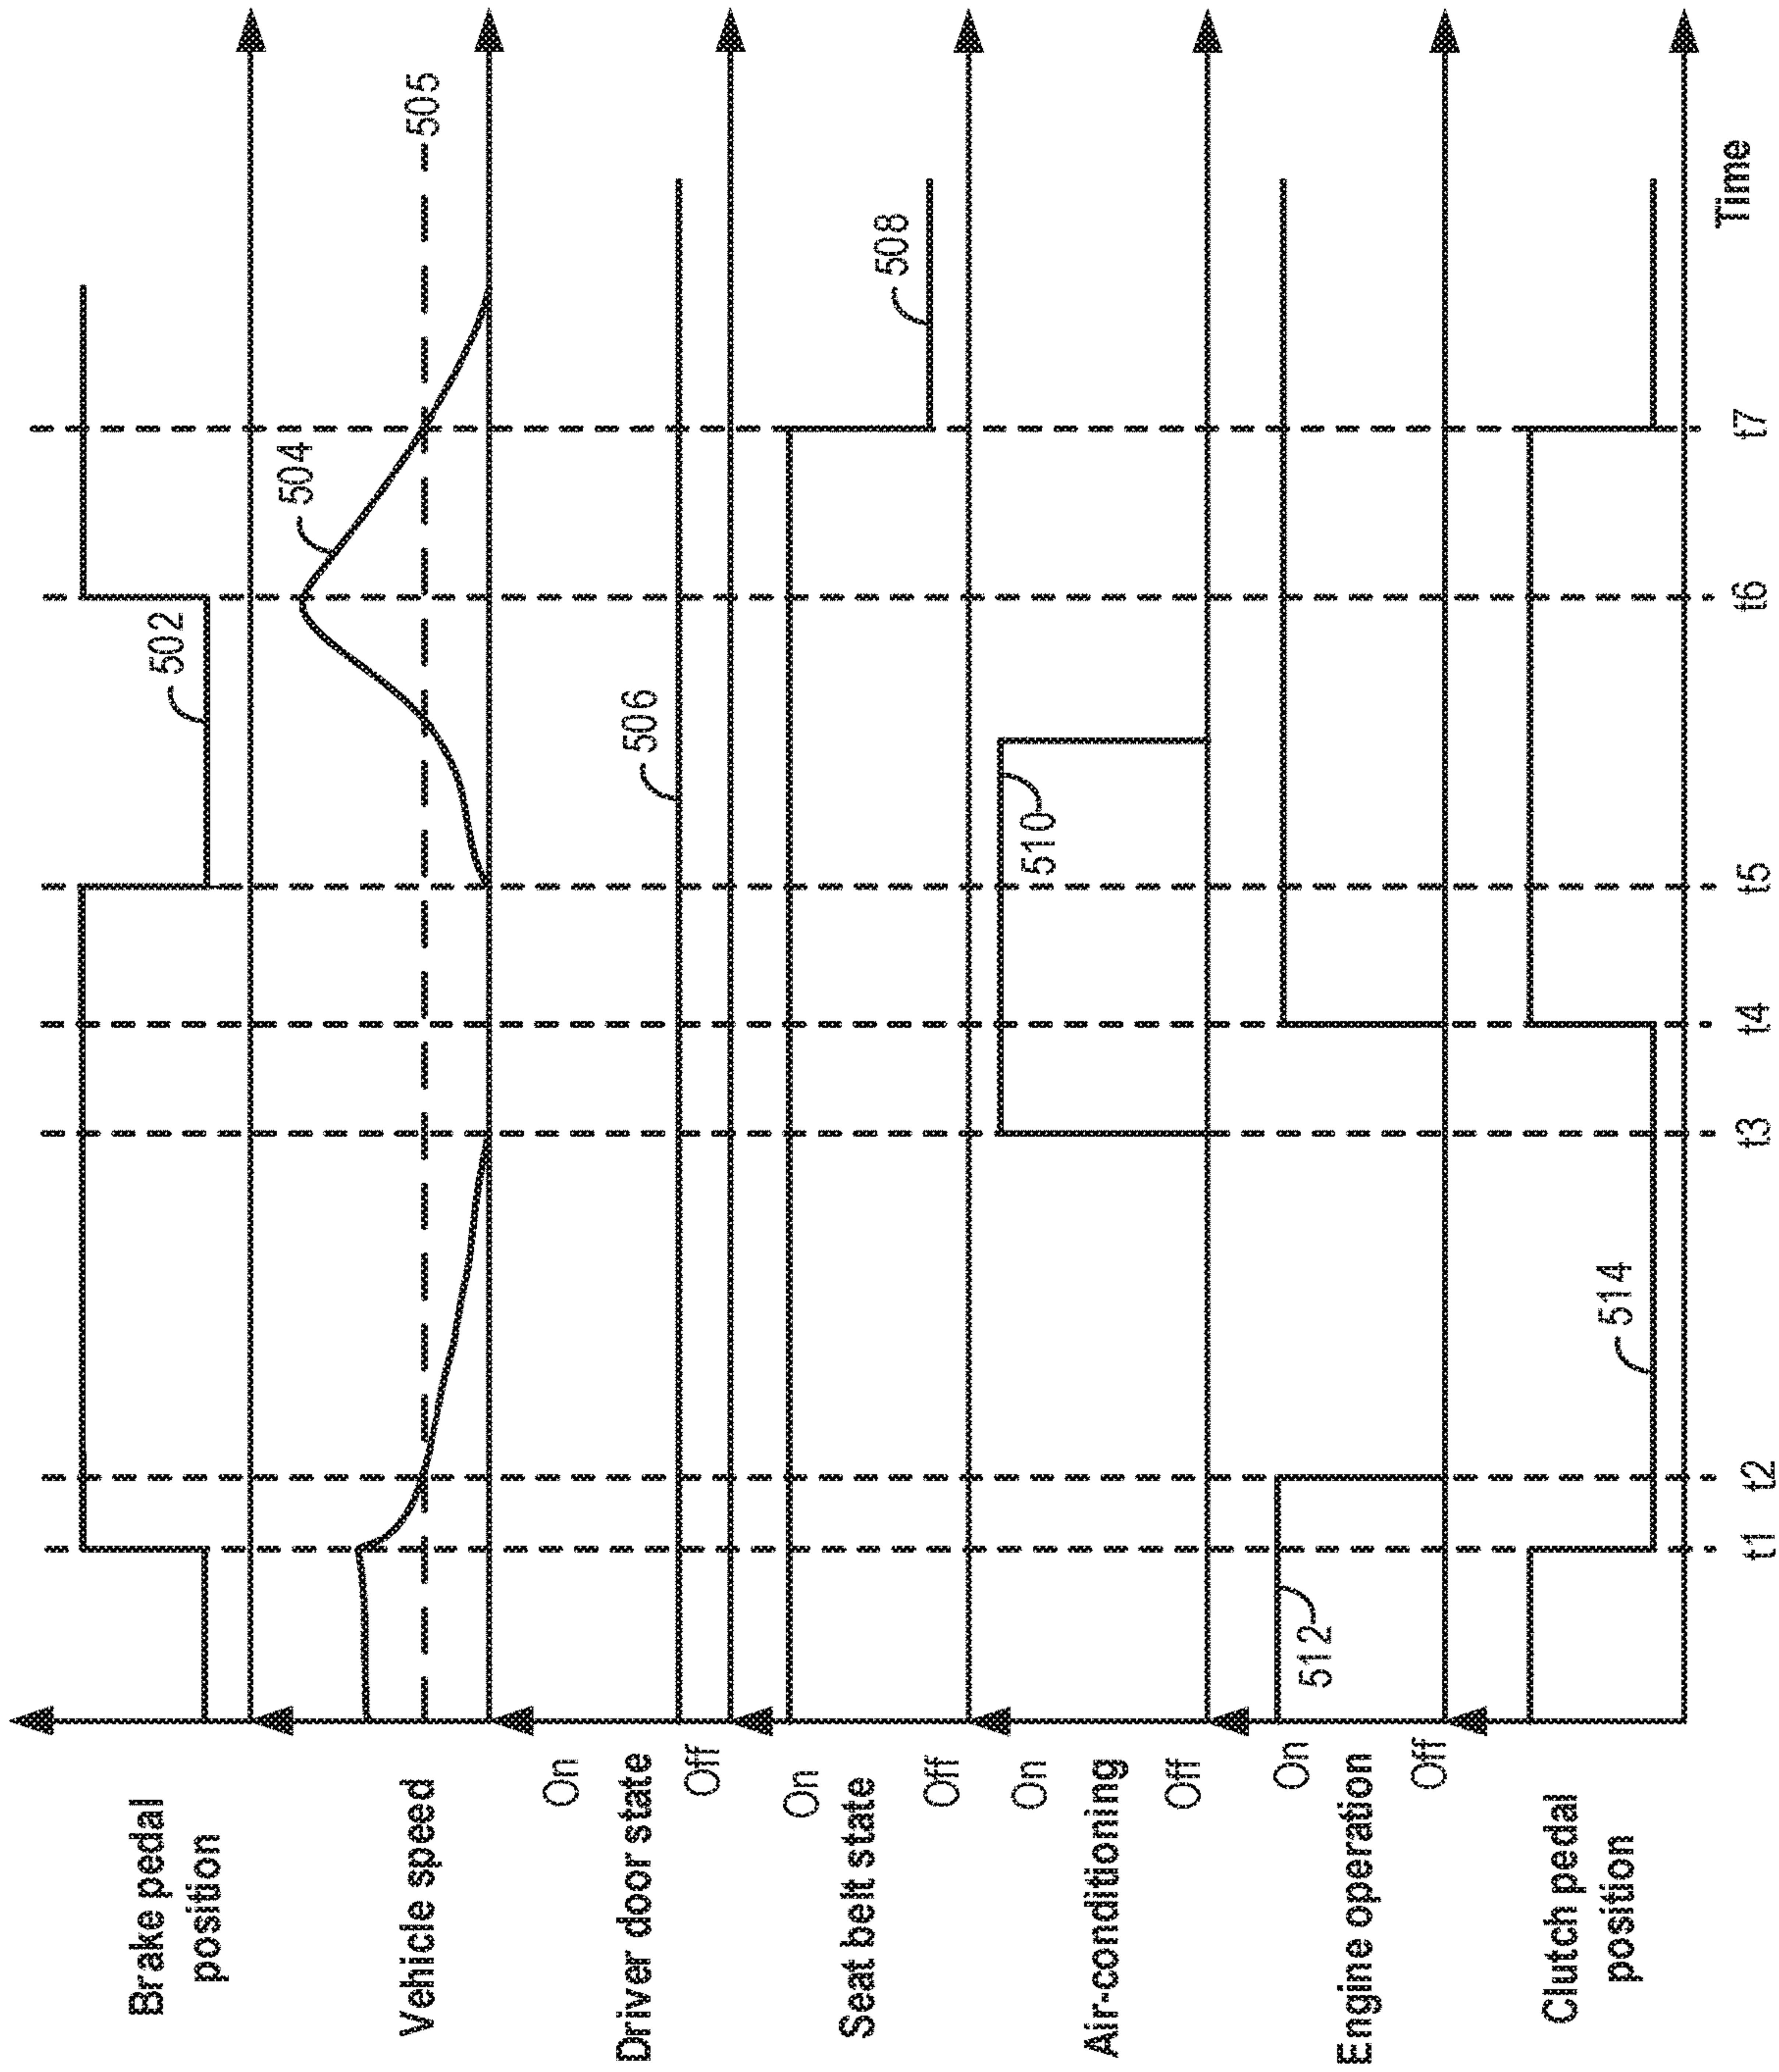 Brake pedal
position
502
Vehicle speed
504
505
On
Driver door state
Off
506
On
Seat belt state
Off
508
On
Air-conditioning
Off
510
On
Engine operation
Off
512
Clutch pedal
position
514
t1 t2 t3 t4 t5 t6 t7
Time